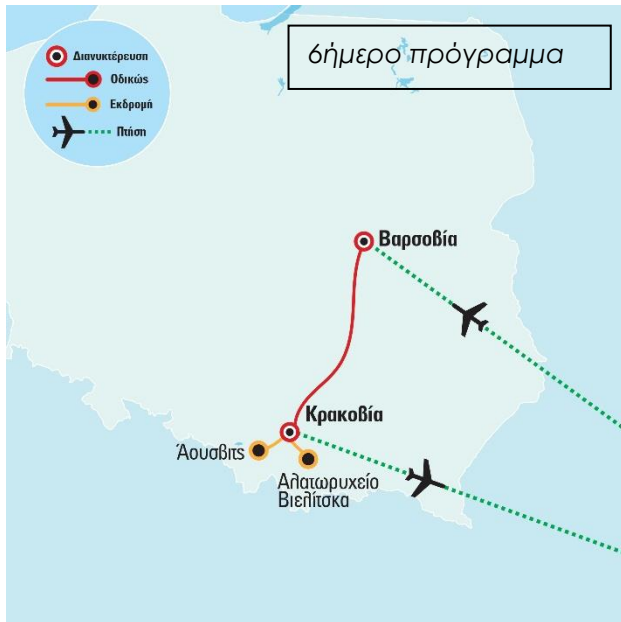 6ήμερο πρόγραμμα
Διανυκτέρευση
Οδικώς
Εκδρομή
Πτήση
Βαρσοβία
Κρακοβία
Άουσβιτς
Αλατωρυχείο
Βιελίτσκα